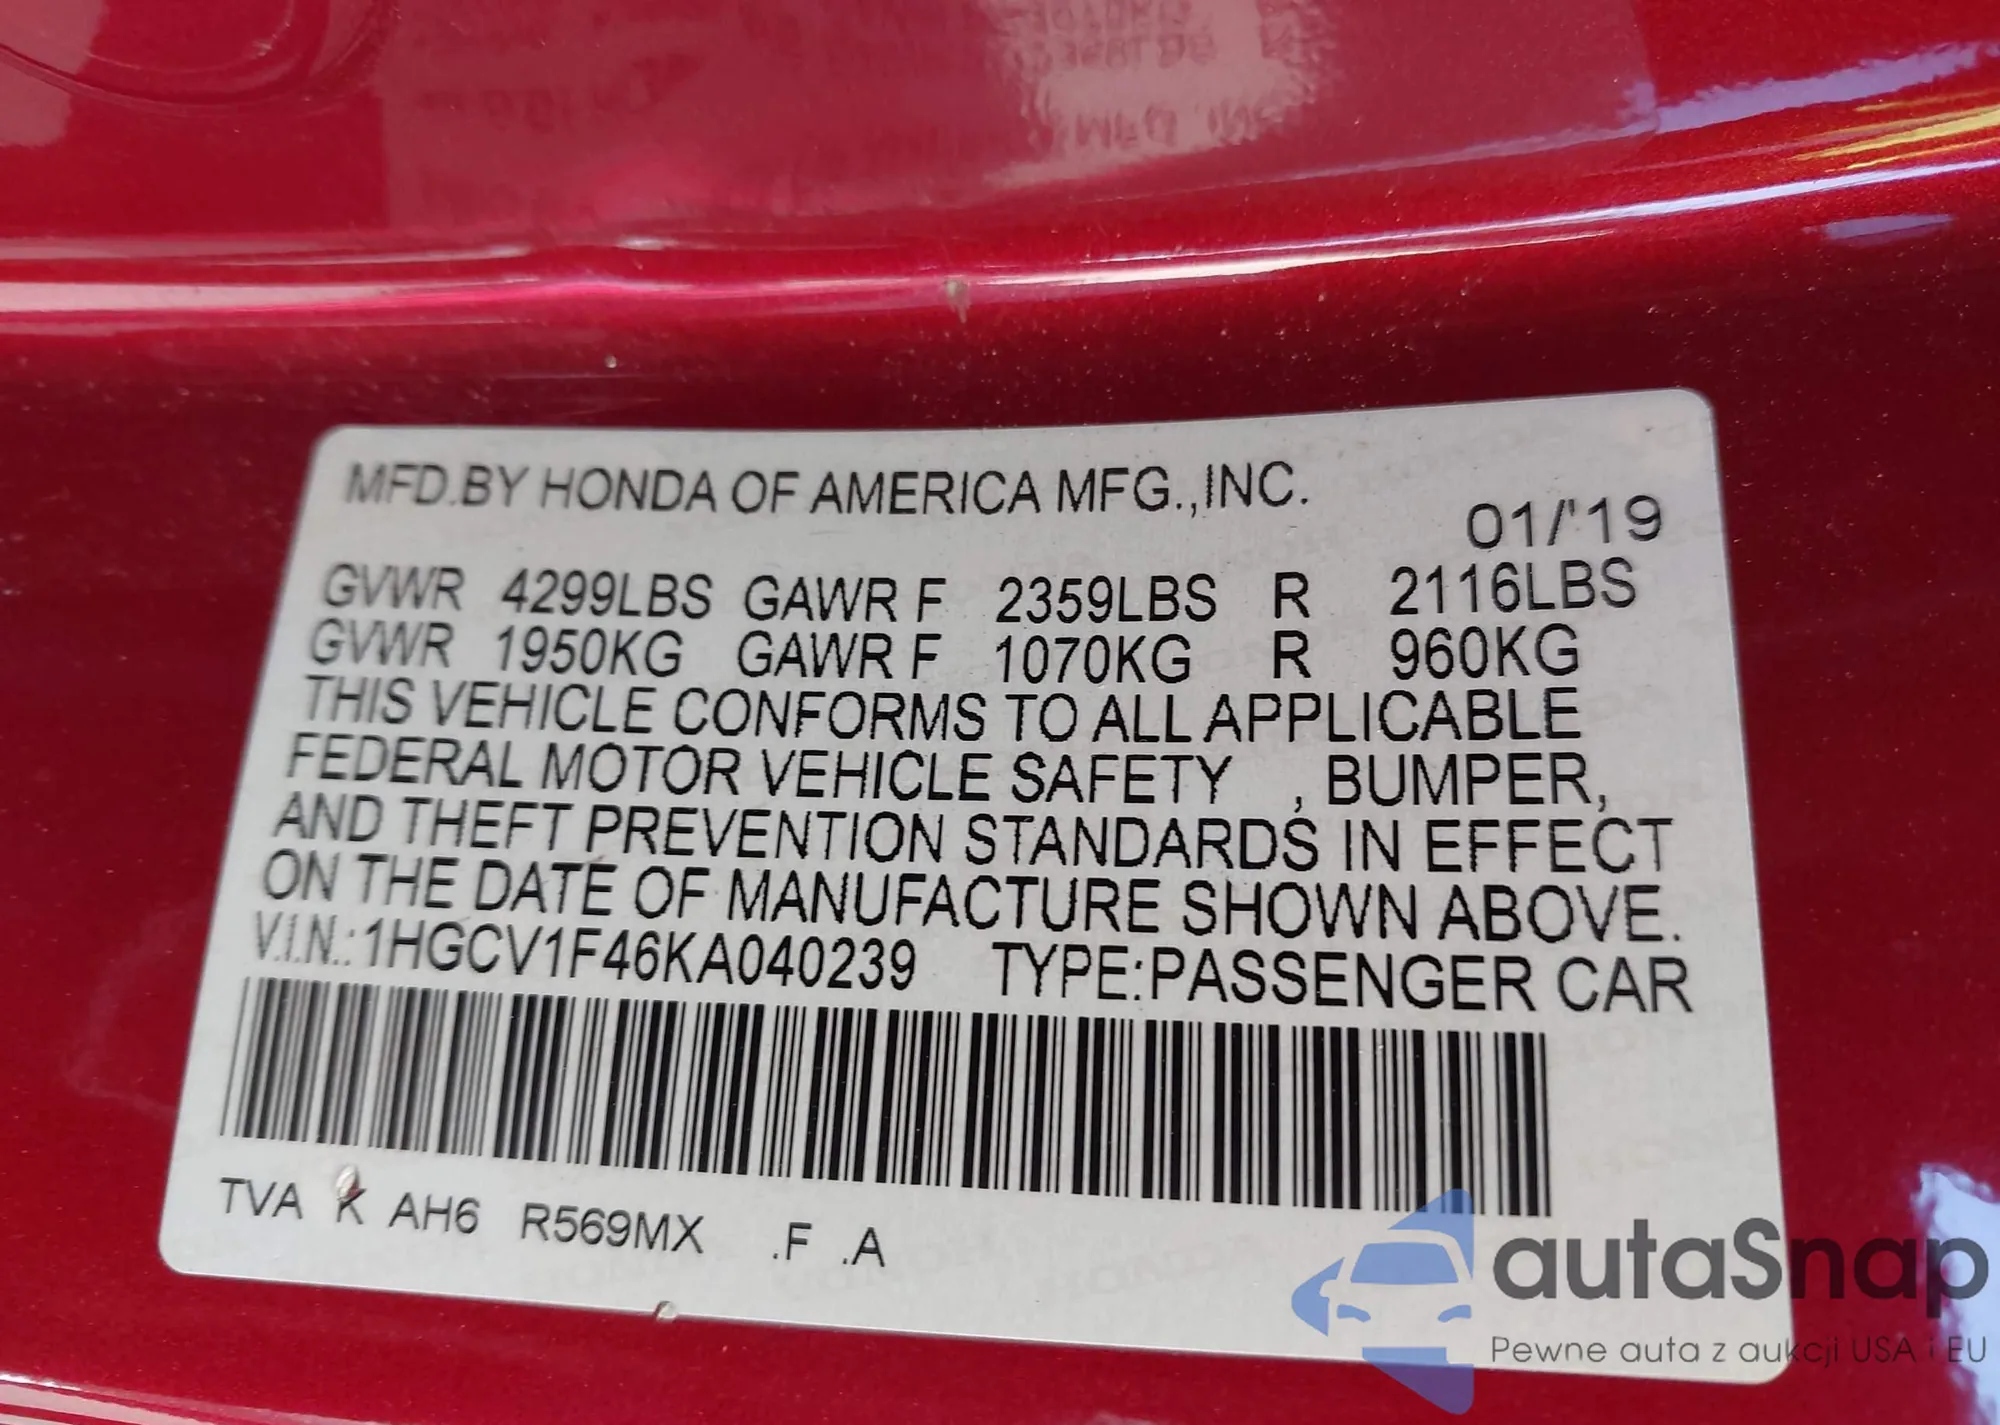 MFD.BY HONDA OF AMERICA MFG.,INC.
01/'19
GVWR 4299LBS GAWR F 2359LBS R 2116LBS
GVWR 1950KG GAWR F 1070KG R 960KG
THIS VEHICLE CONFORMS TO ALL APPLICABLE
FEDERAL MOTOR VEHICLE SAFETY , BUMPER,
AND THEFT PREVENTION STANDARDS IN EFFECT
ON THE DATE OF MANUFACTURE SHOWN ABOVE.
V.I.N.:1HGCV1F46KA040239 TYPE:PASSENGER CAR
TVA K AH6 R569MX .F .A
autaSnap
Pewne auta z aukcji USA i EU